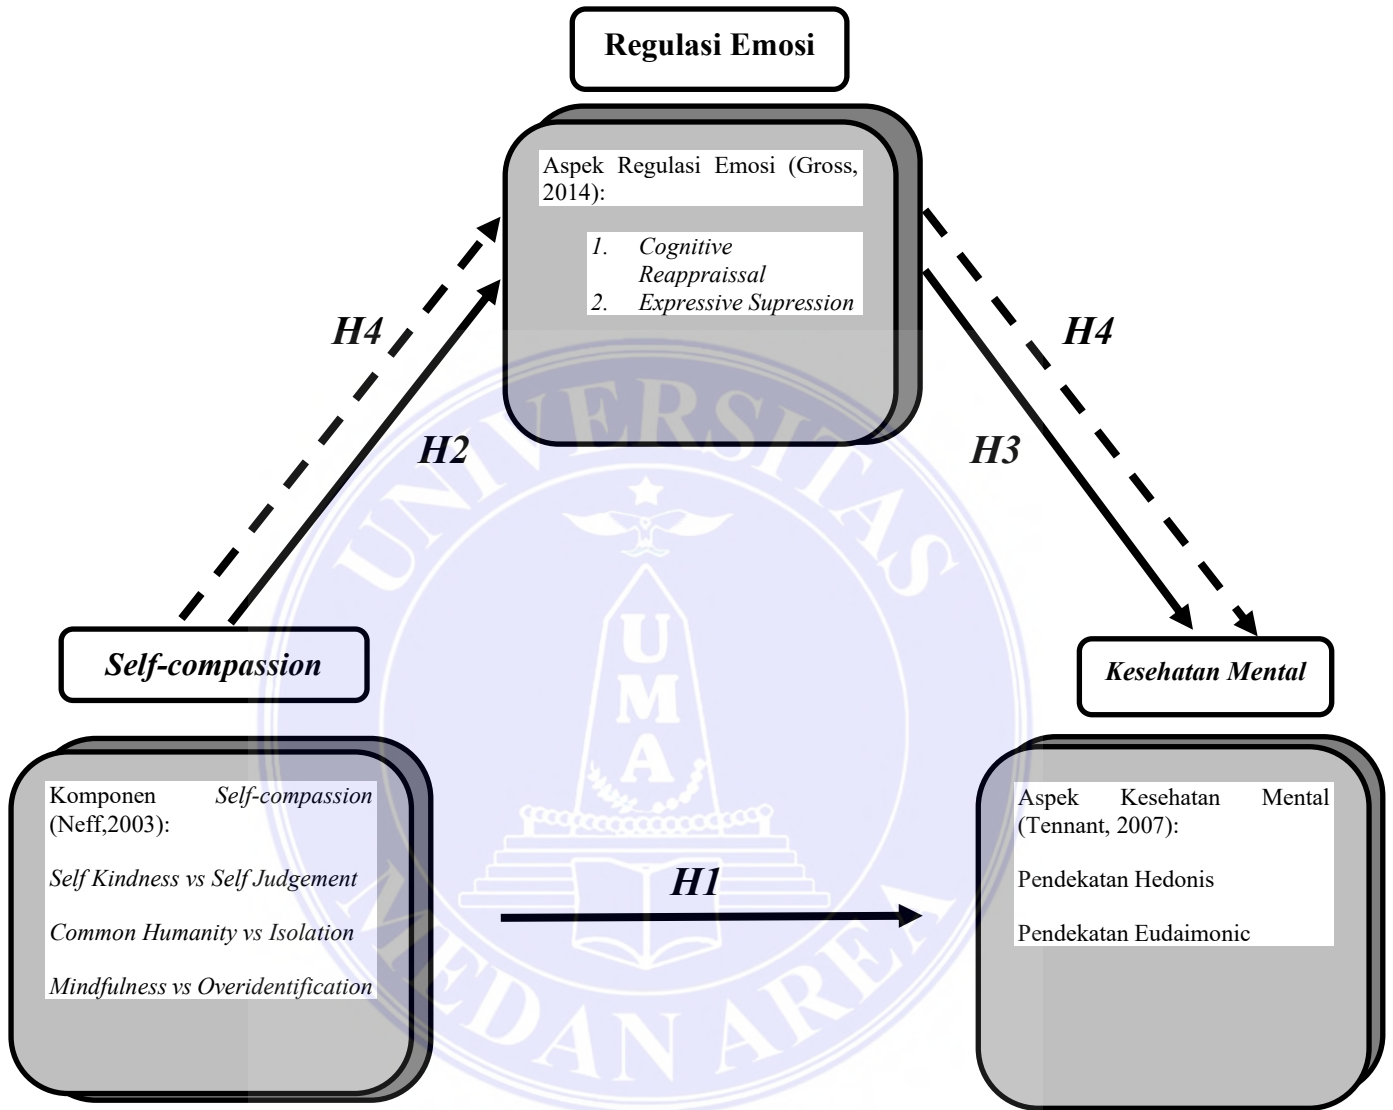 Regulasi Emosi
Aspek Regulasi Emosi (Gross,
2014):
1. Cognitive
Reappraissal
2. Expressive Supression
H4
H4
H2
H3
Self-compassion
Kesehatan Mental
Komponen Self-compassion
(Neff,2003):
Self Kindness vs Self Judgement
Common Humanity vs Isolation
Mindfulness vs Overidentification
H1
Aspek Kesehatan Mental
(Tennant, 2007):
Pendekatan Hedonis
Pendekatan Eudaimonic
UNIVERSITAS
UMA
MEDAN AREA